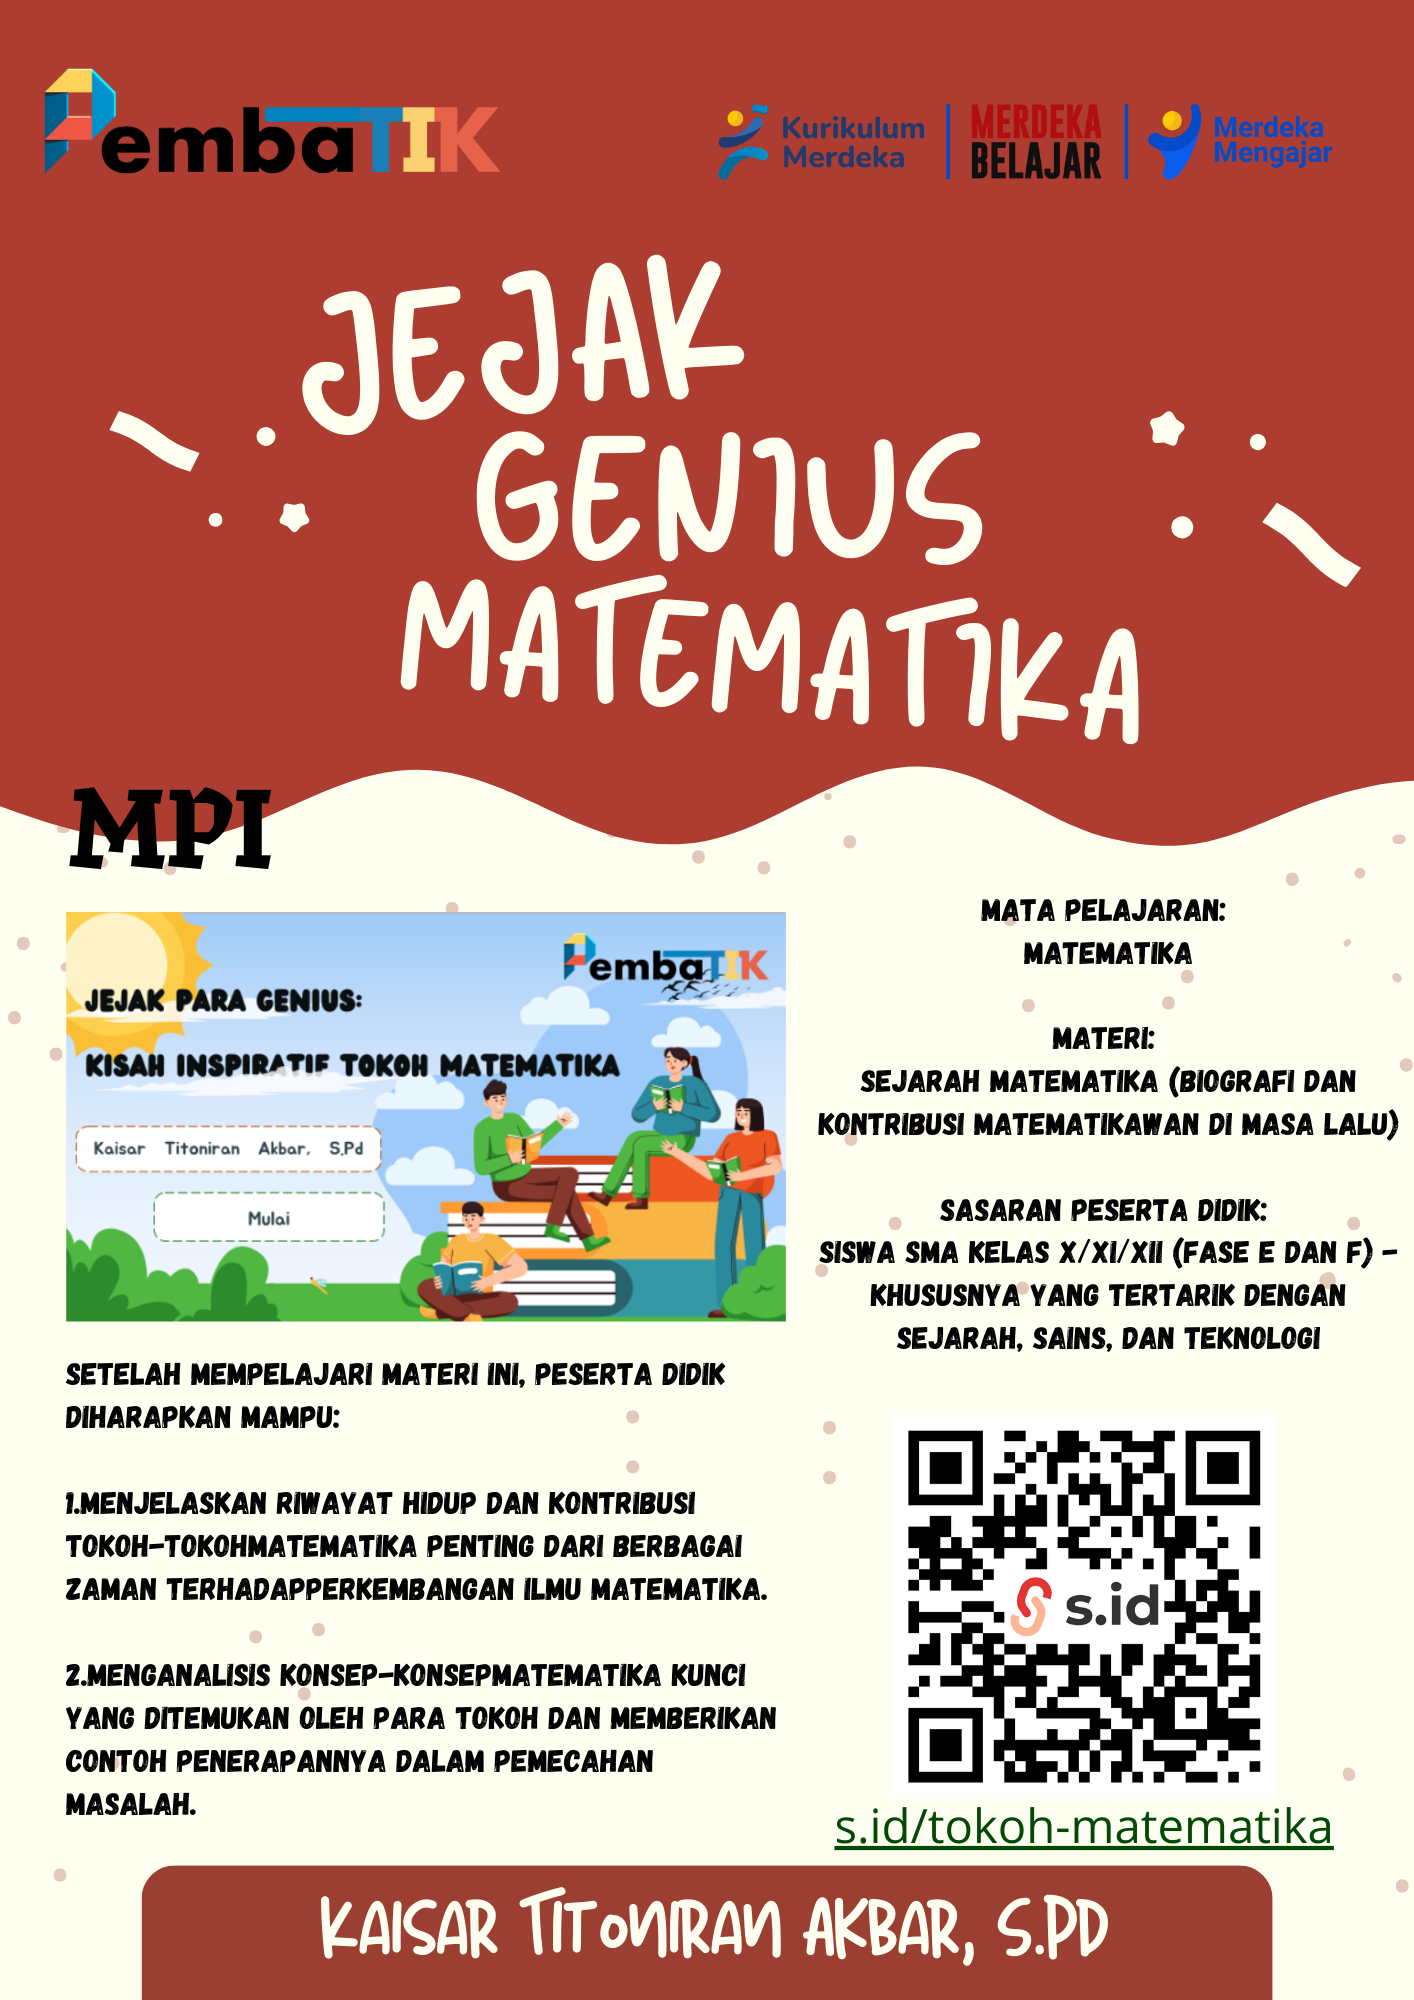 PembaTIK
Kurikulum
Merdeka
MERDEKA
BELAJAR
Merdeka
Mengajar
JEJAK
GENIUS
MATEMATIKA
MPI
PembaTIK
JEJAK PARA GENIUS:
KISAH INSPIRATIF TOKOH MATEMATIKA
Kaisar Titoniran Akbar, S.Pd
Mulai
MATA PELAJARAN:
MATEMATIKA
MATERI:
SEJARAH MATEMATIKA (BIOGRAFI DAN
KONTRIBUSI MATEMATIKAWAN DI MASA LALU)
SASARAN PESERTA DIDIK:
SISWA SMA KELAS X/XI/XII (FASE E DAN F) –
KHUSUSNYA YANG TERTARIK DENGAN
SEJARAH, SAINS, DAN TEKNOLOGI
SETELAH MEMPELAJARI MATERI INI, PESERTA DIDIK
DIHARAPKAN MAMPU:
1.MENJELASKAN RIWAYAT HIDUP DAN KONTRIBUSI
TOKOH-TOKOHMATEMATIKA PENTING DARI BERBAGAI
ZAMAN TERHADAPPERKEMBANGAN ILMU MATEMATIKA.
2.MENGANALISIS KONSEP-KONSEPMATEMATIKA KUNCI
YANG DITEMUKAN OLEH PARA TOKOH DAN MEMBERIKAN
CONTOH PENERAPANNYA DALAM PEMECAHAN
MASALAH.
s.id
s.id/tokoh-matematika
KAISAR TITONIRAN AKBAR, S.PD